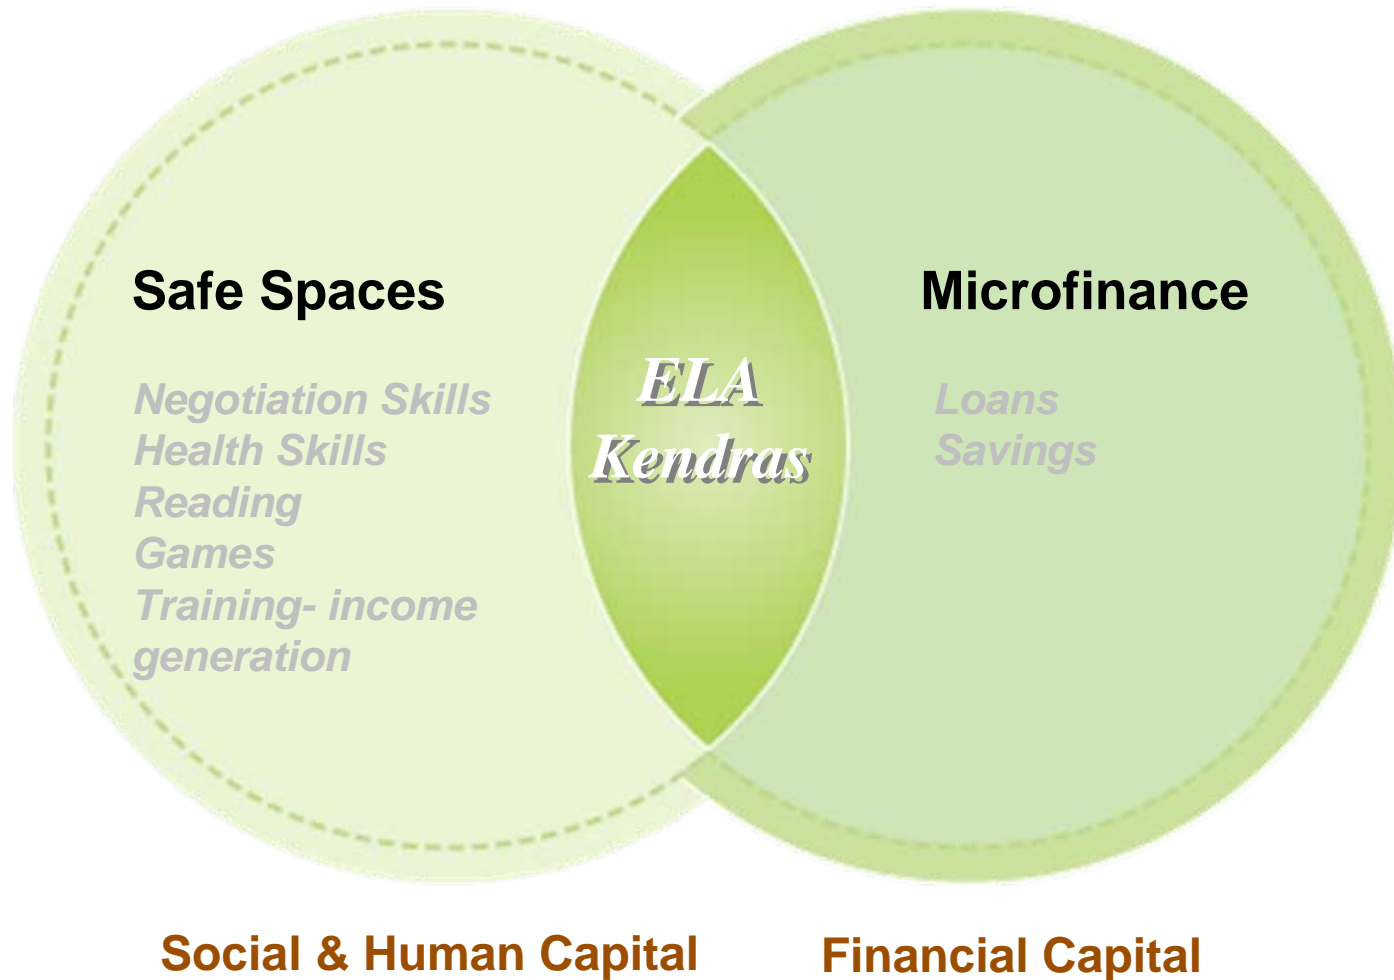 Safe Spaces
Negotiation Skills
Health Skills
Reading
Games
Training- income
generation
ELA
Kendras
Microfinance
Loans
Savings
Social & Human Capital
Financial Capital